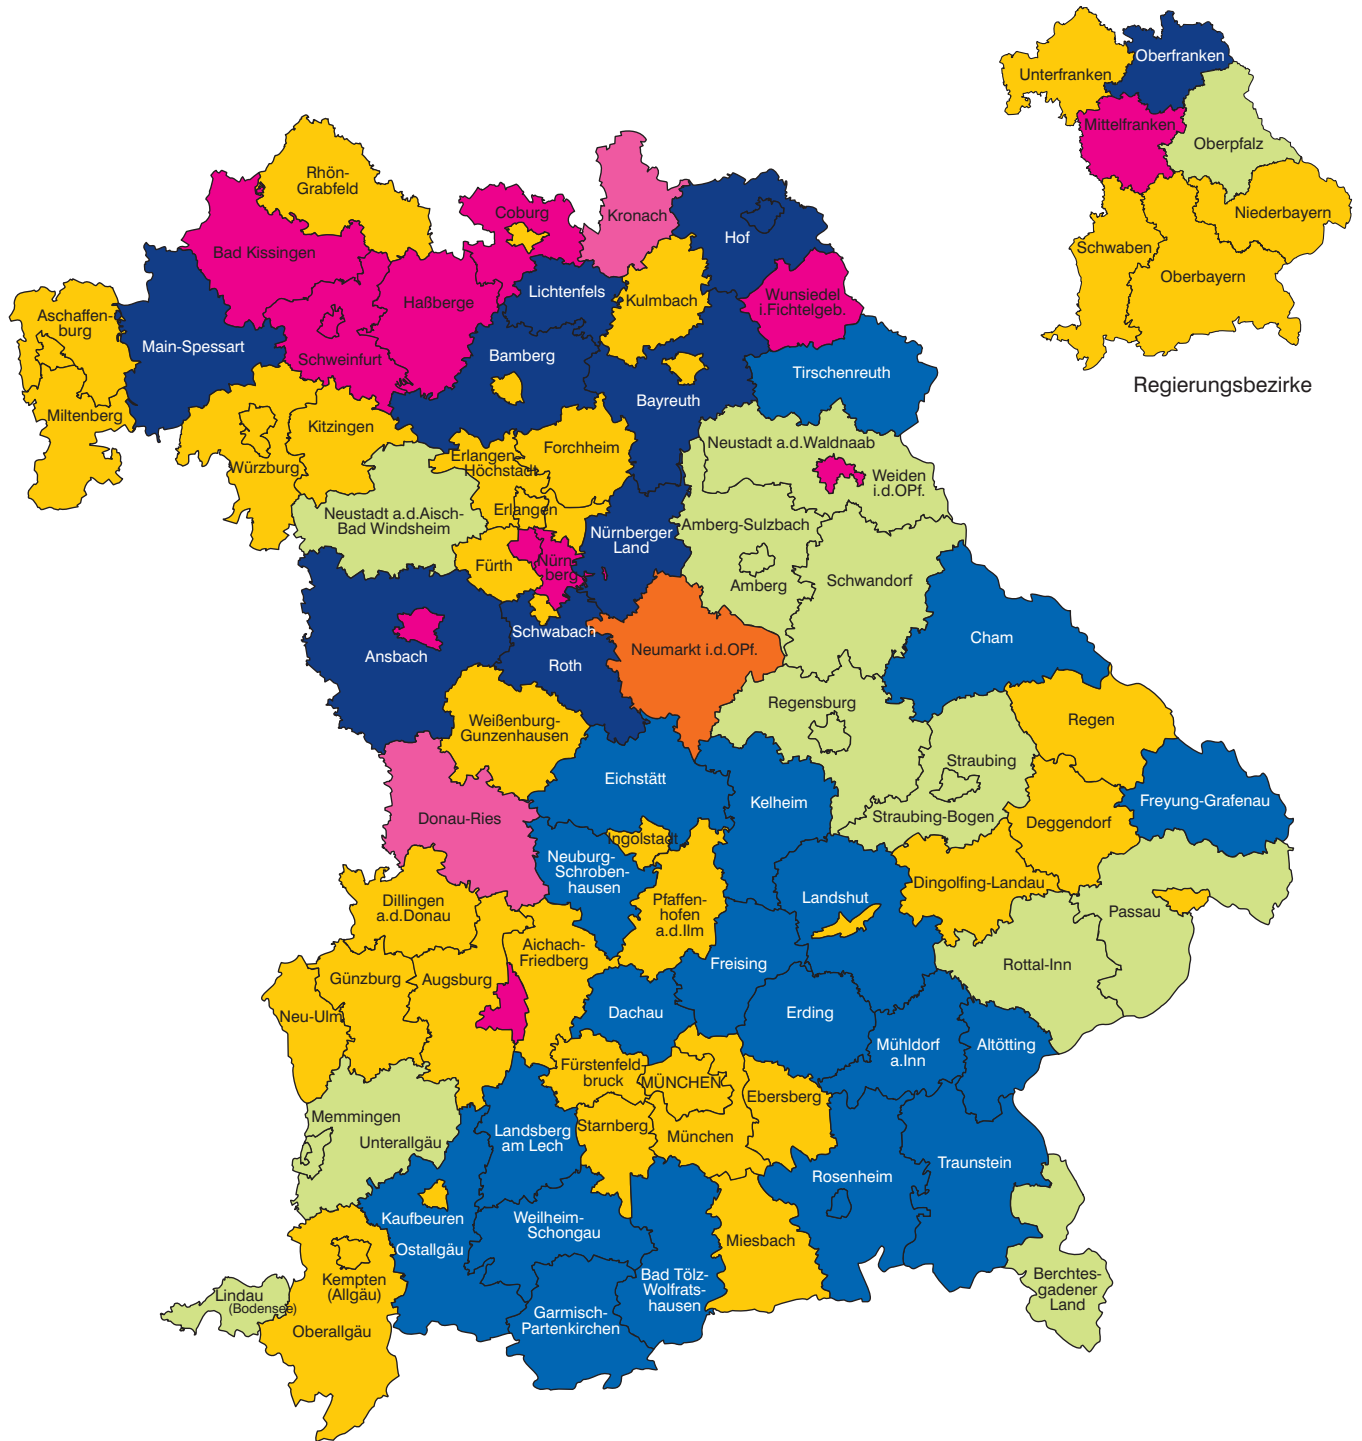 Oberfranken
Unterfranken
Mittelfranken
Oberpfalz
Niederbayern
Schwaben
Oberbayern
Regierungsbezirke
Rhön-
Grabfeld
Coburg
Kronach
Hof
Bad Kissingen
Lichtenfels
Kulmbach
Wunsiedel
i.Fichtelgeb.
Haßberge
Aschaffen-
burg
Main-Spessart
Schweinfurt
Bamberg
Tirschenreuth
Bayreuth
Miltenberg
Kitzingen
Würzburg
Erlangen-
Höchstadt
Forchheim
Neustadt a.d.Waldnaab
Weiden
i.d.OPf.
Neustadt a.d.Aisch-
Bad Windsheim
Erlangen
Nürnberger
Land
Amberg-Sulzbach
Amberg
Schwandorf
Fürth
Nürn-
berg
Schwabach
Roth
Ansbach
Neumarkt i.d.OPf.
Cham
Regensburg
Weißenburg-
Gunzenhausen
Regen
Straubing
Eichstätt
Kelheim
Freyung-Grafenau
Straubing-Bogen
Deggendorf
Donau-Ries
Ingolstadt
Neuburg-
Schroben-
hausen
Dingolfing-Landau
Landshut
Dillingen
a.d.Donau
Pfaffen-
hofen
a.d.Ilm
Passau
Aichach-
Friedberg
Rottal-Inn
Freising
Günzburg
Augsburg
Neu-Ulm
Dachau
Erding
Mühldorf
a.Inn
Altötting
Fürstenfeld-
bruck
MÜNCHEN
Ebersberg
Memmingen
Unterallgäu
Landsberg
am Lech
Starnberg
München
Rosenheim
Traunstein
Kaufbeuren
Ostallgäu
Weilheim-
Schongau
Miesbach
Kempten
(Allgäu)
Bad Tölz-
Wolfrats-
hausen
Berchtes-
gadener
Land
Lindau
(Bodensee)
Oberallgäu
Garmisch-
Partenkirchen